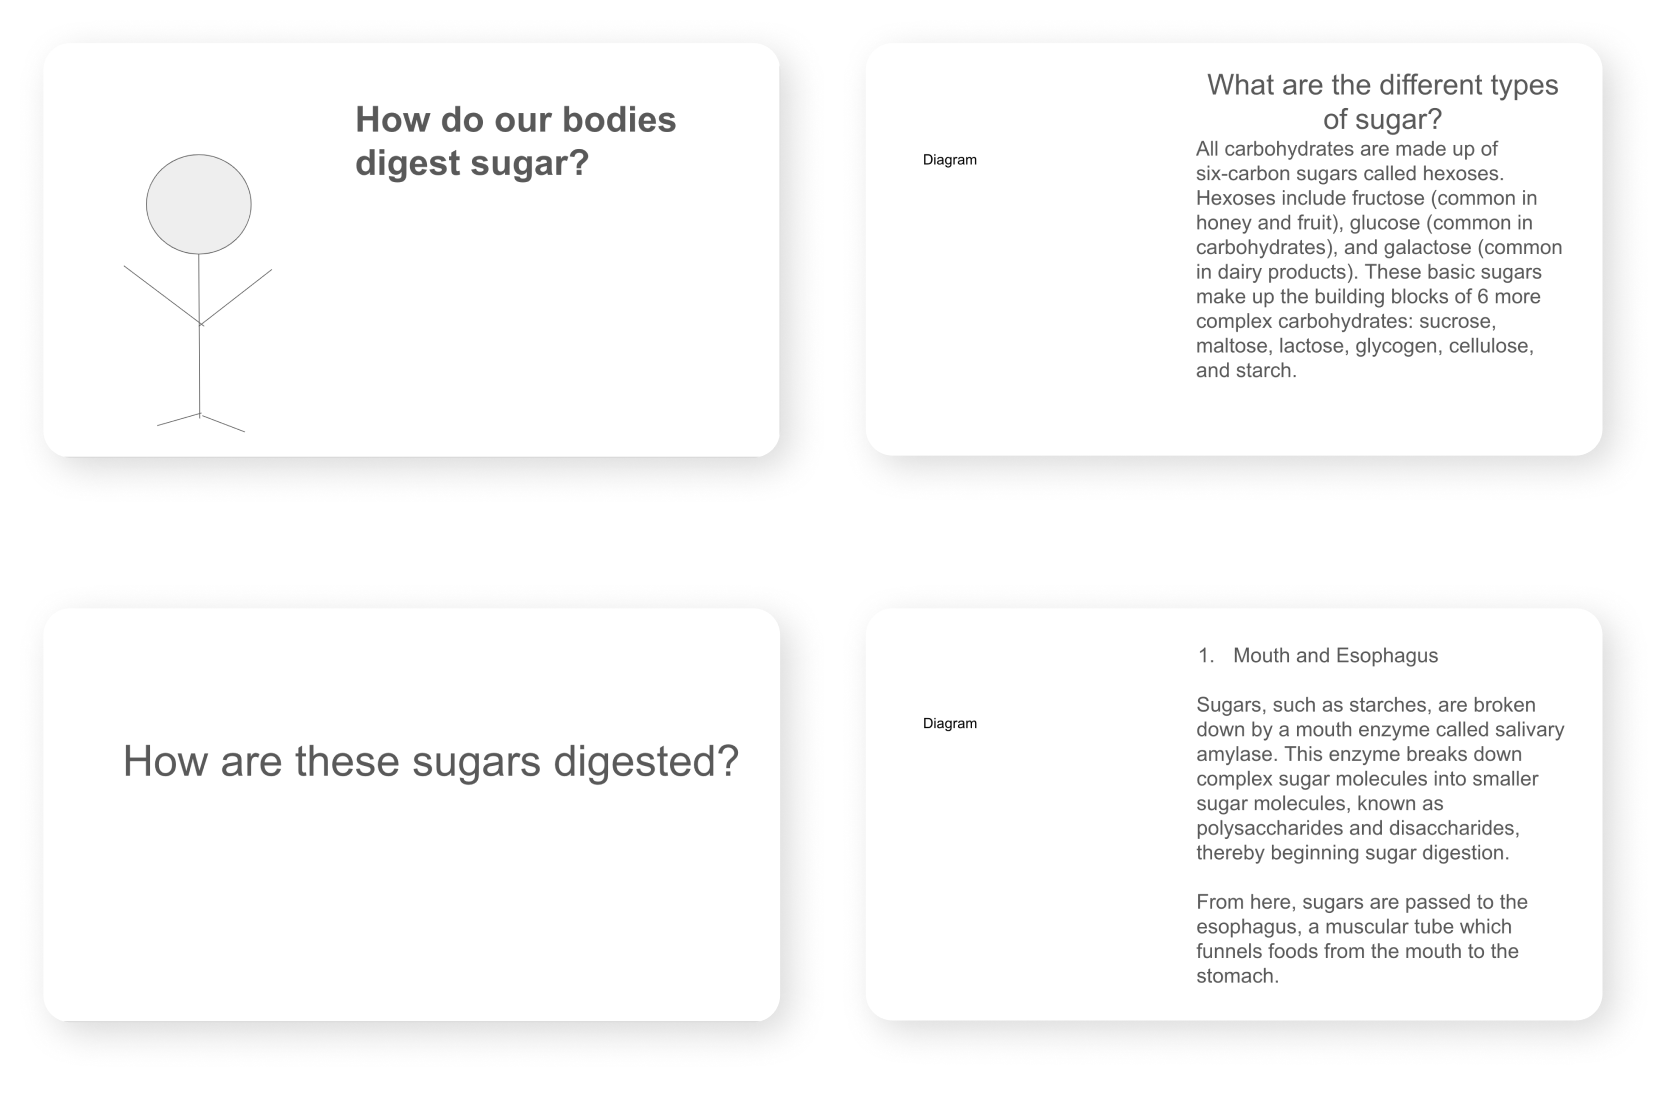 How do our bodies
digest sugar?
Diagram
What are the different types
of sugar?
All carbohydrates are made up of
six-carbon sugars called hexoses.
Hexoses include fructose (common in
honey and fruit), glucose (common in
carbohydrates), and galactose (common
in dairy products). These basic sugars
make up the building blocks of 6 more
complex carbohydrates: sucrose,
maltose, lactose, glycogen, cellulose,
and starch.
How are these sugars digested?
Diagram
1. Mouth and Esophagus
Sugars, such as starches, are broken
down by a mouth enzyme called salivary
amylase. This enzyme breaks down
complex sugar molecules into smaller
sugar molecules, known as
polysaccharides and disaccharides,
thereby beginning sugar digestion.
From here, sugars are passed to the
esophagus, a muscular tube which
funnels foods from the mouth to the
stomach.